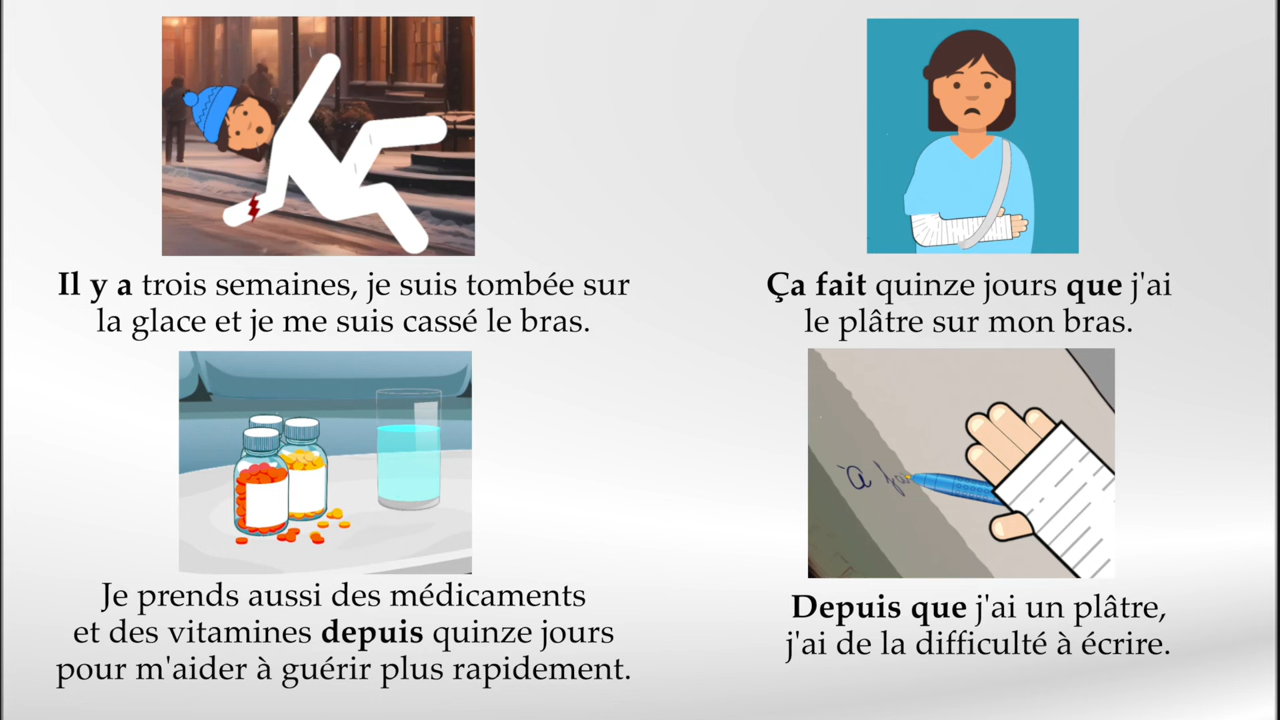 Il y a trois semaines, je suis tombée sur
la glace et je me suis cassé le bras.
Ça fait quinze jours que j'ai
le plâtre sur mon bras.
Je prends aussi des médicaments
et des vitamines depuis quinze jours
pour m'aider à guérir plus rapidement.
à
Depuis que j'ai un plâtre,
j'ai de la difficulté à écrire.